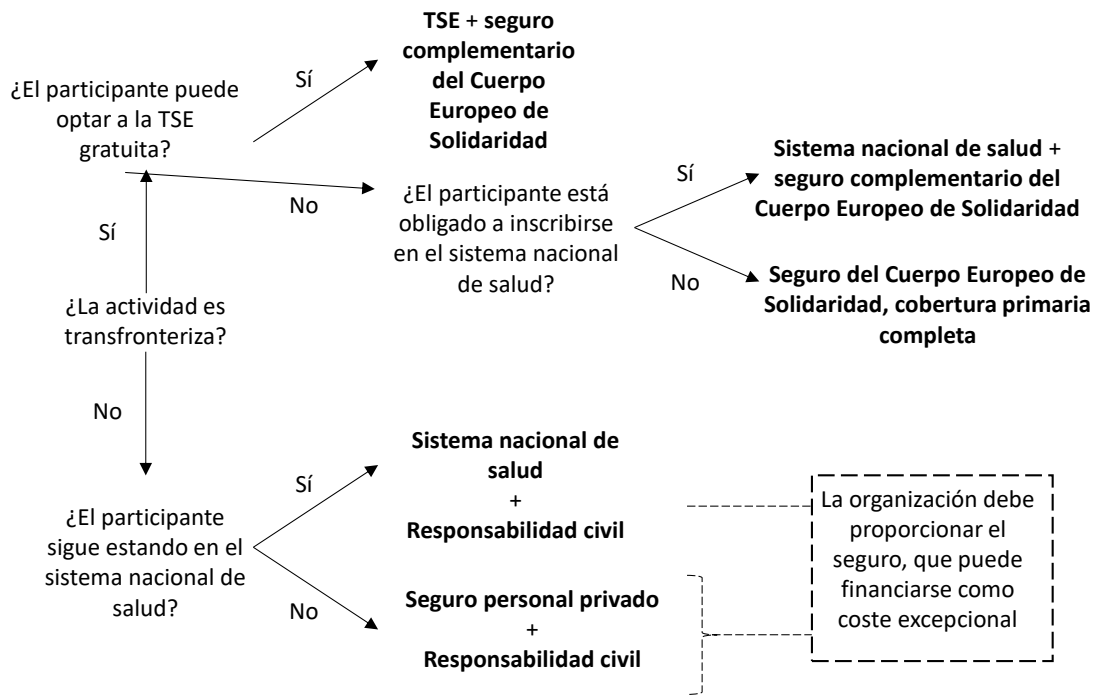 ¿El participante puede
optar a la TSE
gratuita?
Sí
TSE + seguro
complementario
del Cuerpo
Europeo de
Solidaridad
No
¿El participante está
obligado a inscribirse
en el sistema nacional
de salud?
Sí
Sistema nacional de salud +
seguro complementario del
Cuerpo Europeo de Solidaridad
No
Seguro del Cuerpo Europeo de
Solidaridad, cobertura primaria
completa
Sí
¿La actividad es
transfronteriza?
No
¿El participante
sigue estando en el
sistema nacional de
salud?
Sí
Sistema nacional de
salud
+
Responsabilidad civil
No
Seguro personal privado
+
Responsabilidad civil
La organización debe
proporcionar el
seguro, que puede
financiarse como
coste excepcional